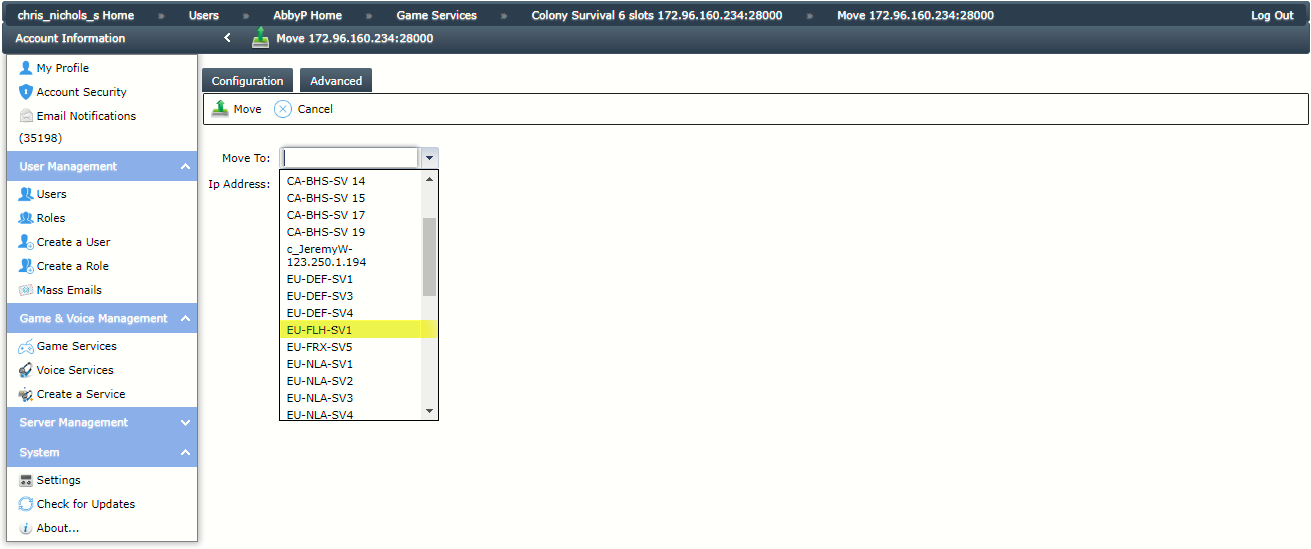 chris_nichols_s Home » Users » AbbyP Home » Game Services » Colony Survival 6 slots 172.96.160.234:28000 » Move 172.96.160.234:28000 Log Out
Account Information Move 172.96.160.234:28000
My Profile
Account Security
Email Notifications
(35198)
User Management
Users
Roles
Create a User
Create a Role
Mass Emails
Game & Voice Management
Game Services
Voice Services
Create a Service
Server Management
System
Settings
Check for Updates
About...
Configuration Advanced
Move Cancel
Move To:
Ip Address:
CA-BHS-SV 14
CA-BHS-SV 15
CA-BHS-SV 17
CA-BHS-SV 19
c_JeremyW-
123.250.1.194
EU-DEF-SV1
EU-DEF-SV3
EU-DEF-SV4
EU-FLH-SV1
EU-FRX-SV5
EU-NLA-SV1
EU-NLA-SV2
EU-NLA-SV3
EU-NLA-SV4